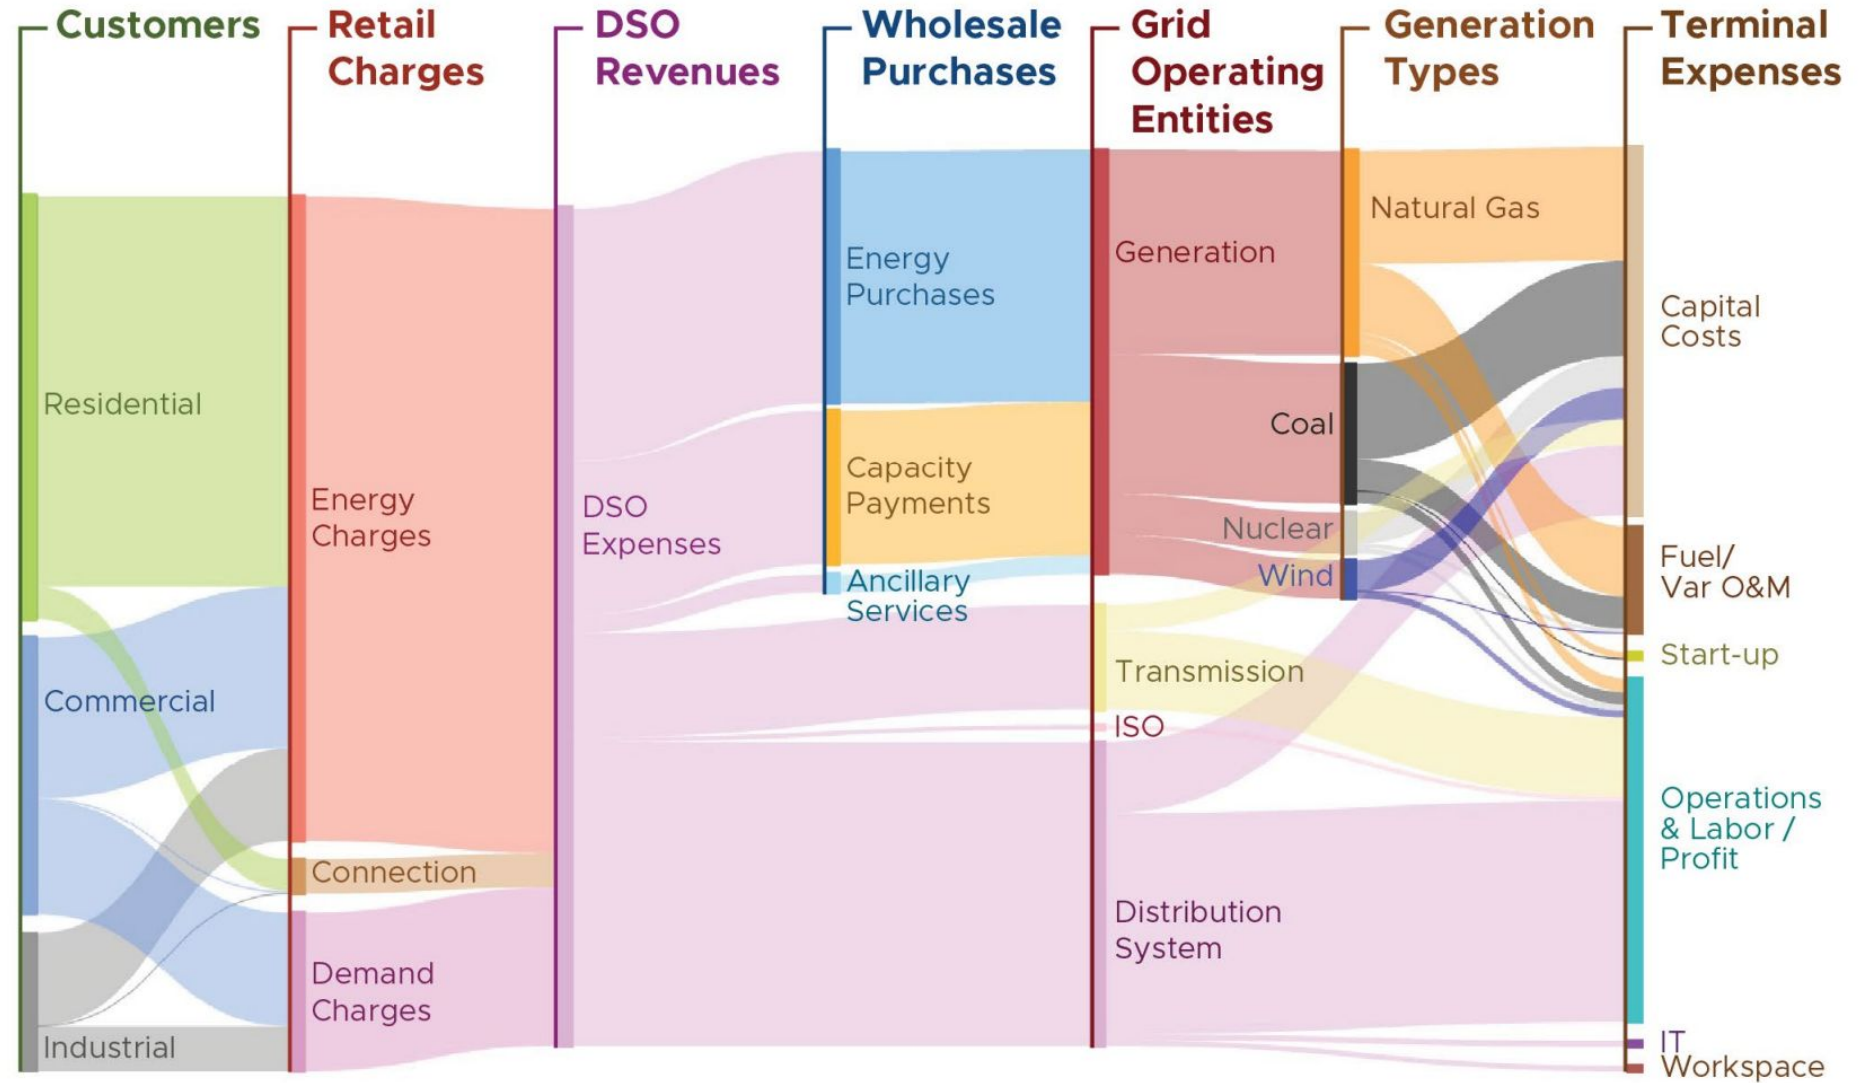 Customers
Retail
Charges
DSO
Revenues
Wholesale
Purchases
Grid
Operating
Entities
Generation
Types
Terminal
Expenses
Residential
Commercial
Industrial
Energy
Charges
Connection
Demand
Charges
DSO
Expenses
Energy
Purchases
Capacity
Payments
Ancillary
Services
Generation
Transmission
ISO
Distribution
System
Natural Gas
Coal
Nuclear
Wind
Capital
Costs
Fuel/
Var O&M
Start-up
Operations
& Labor /
Profit
IT
Workspace